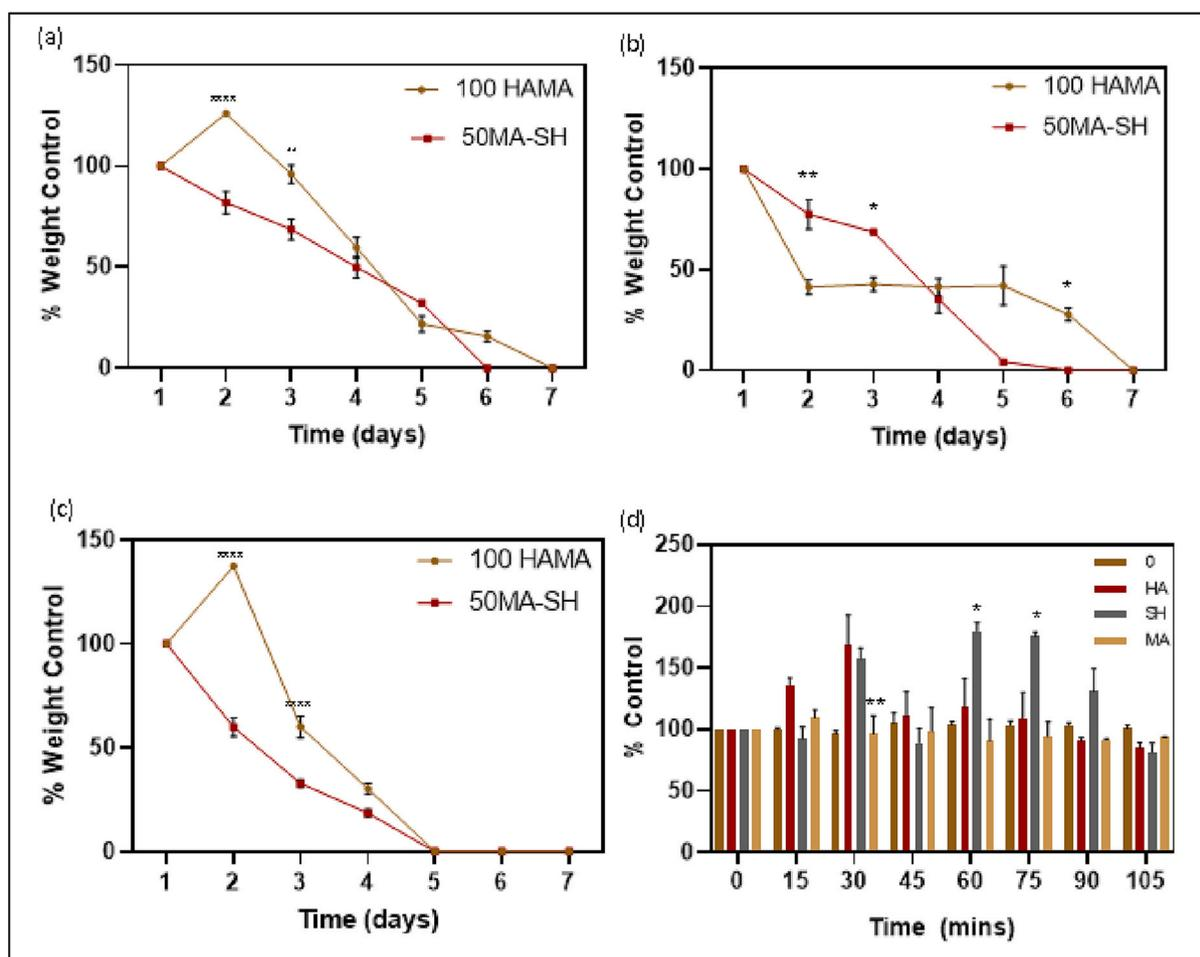 (a)
150
100
50
0
% Weight Control
100 HAMA
50MA-SH
****
**
1 2 3 4 5 6 7
Time (days)
(b)
150
100
50
0
% Weight Control
100 HAMA
50MA-SH
**
*
*
1 2 3 4 5 6 7
Time (days)
(c)
150
100
50
0
% Weight Control
100 HAMA
50MA-SH
****
****
1 2 3 4 5 6 7
Time (days)
(d)
250
200
150
100
50
0
% Control
0
HA
SH
MA
**
*
*
0 15 30 45 60 75 90 105
Time (mins)